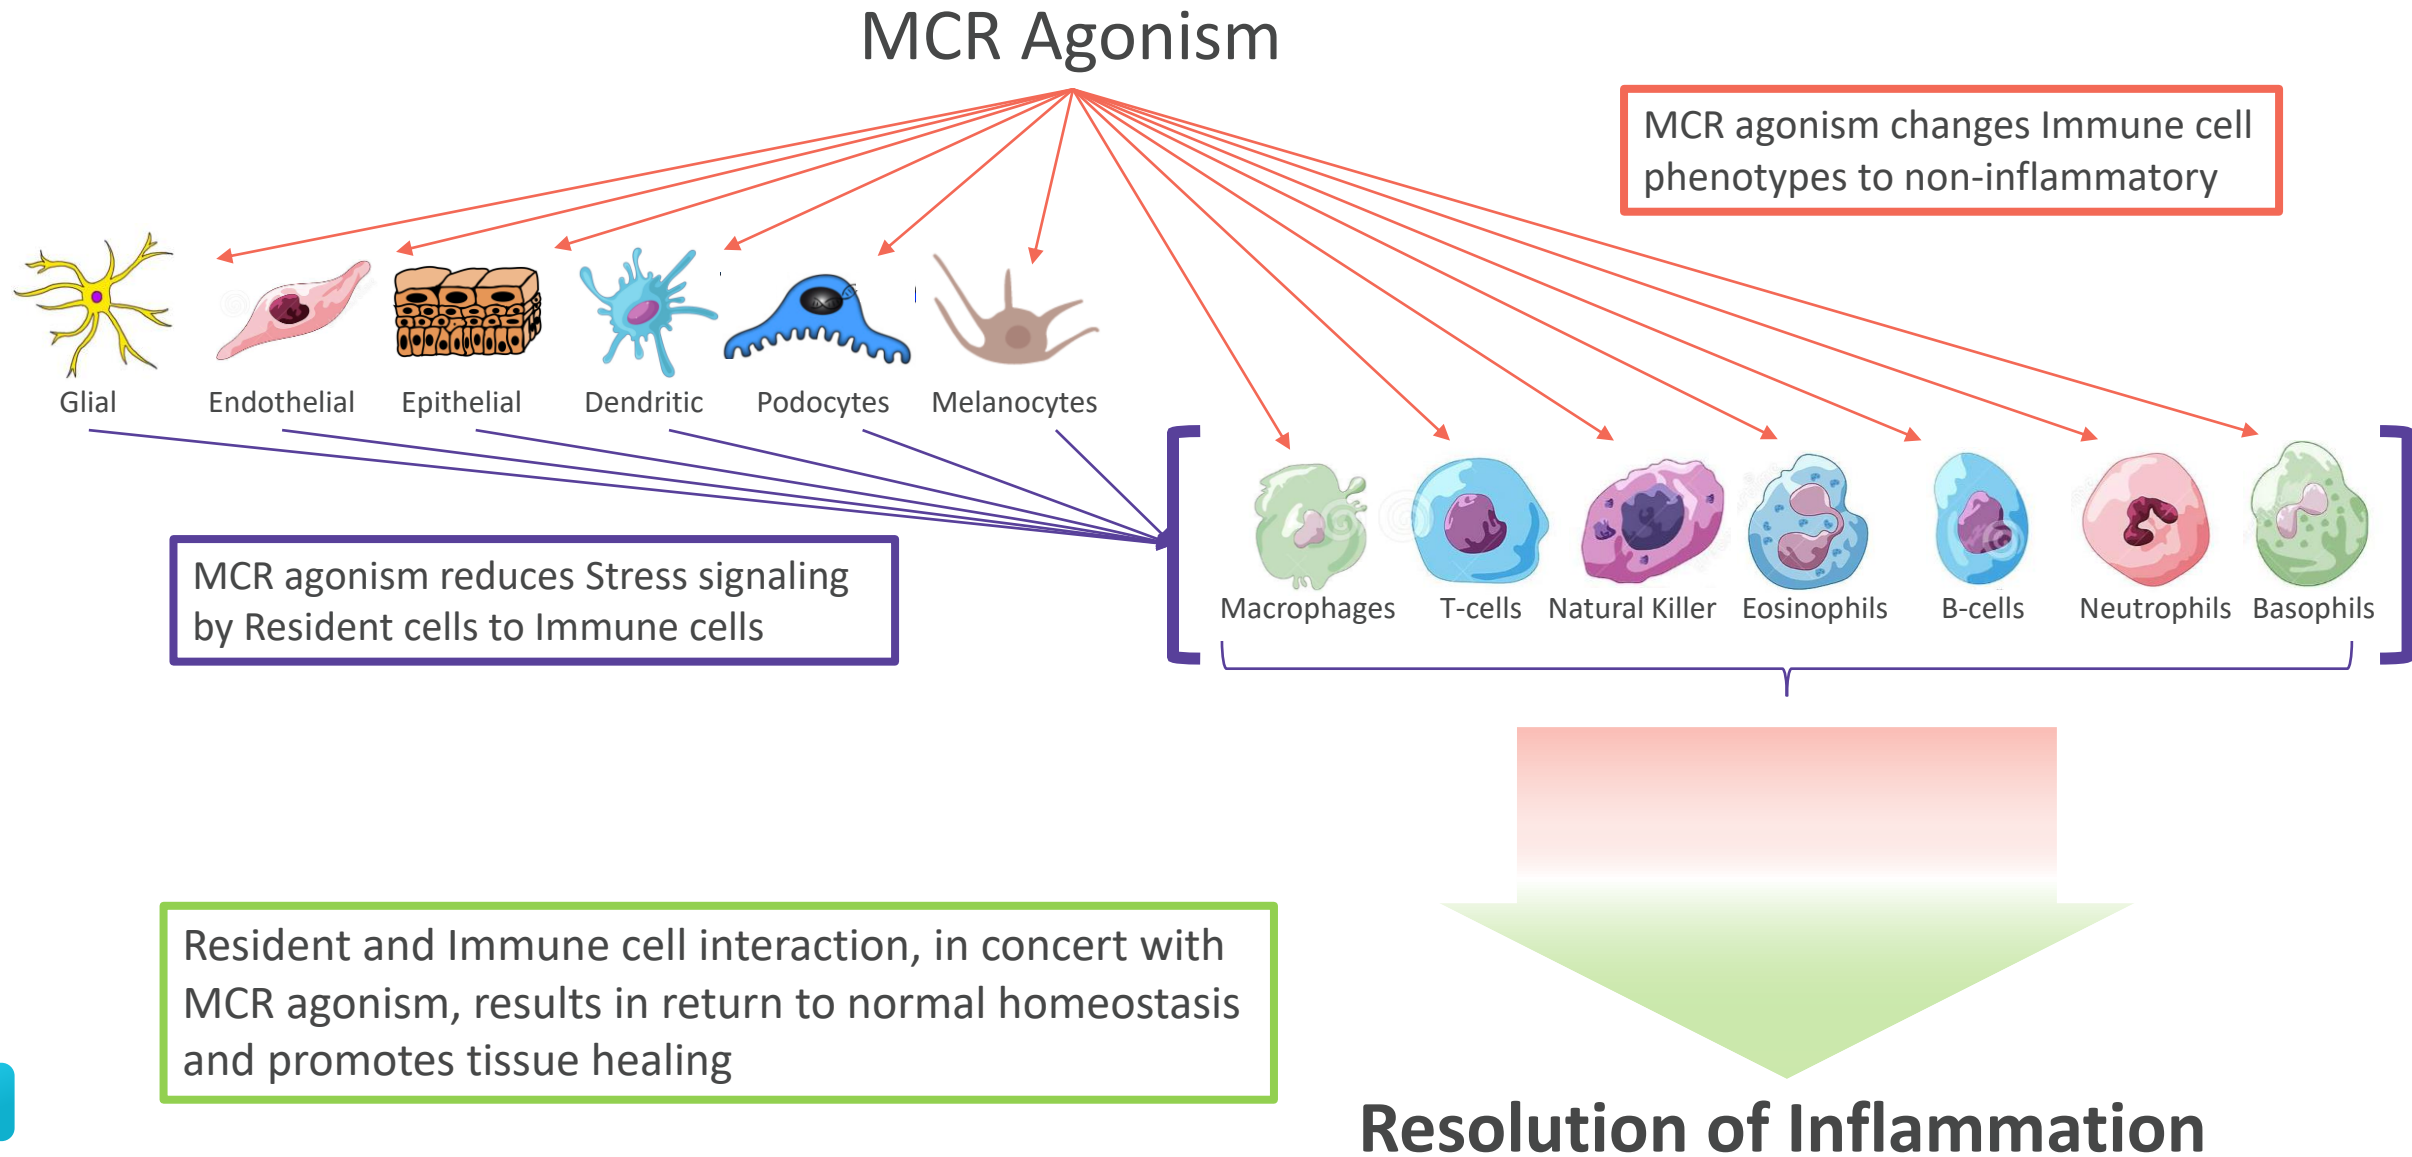 MCR Agonism
MCR agonism changes Immune cell
phenotypes to non-inflammatory
Glial
Endothelial
Epithelial
Dendritic
Podocytes
Melanocytes
MCR agonism reduces Stress signaling
by Resident cells to Immune cells
Macrophages
T-cells
Natural Killer
Eosinophils
B-cells
Neutrophils
Basophils
Resident and Immune cell interaction, in concert with
MCR agonism, results in return to normal homeostasis
and promotes tissue healing
Resolution of Inflammation